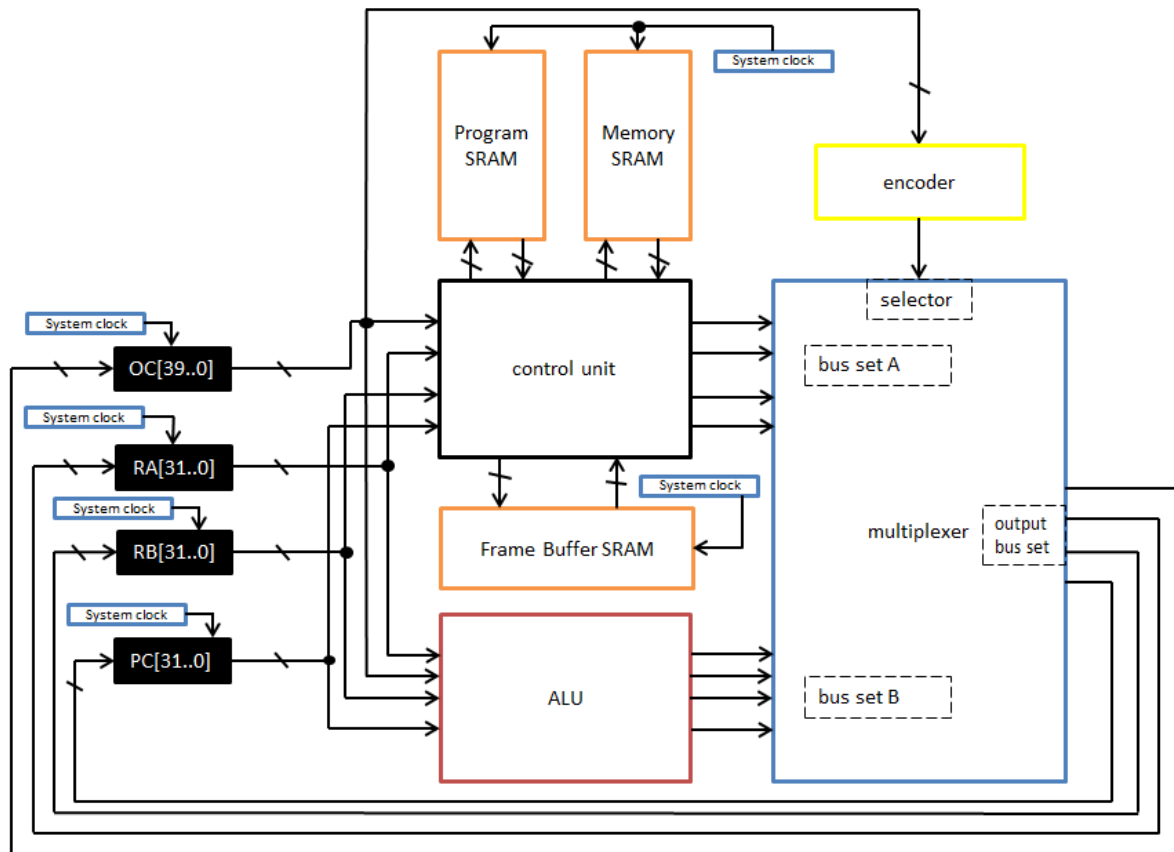 System clock
Program
SRAM
Memory
SRAM
encoder
selector
System clock
OC[39..0]
control unit
bus set A
System clock
RA[31..0]
System clock
System clock
RB[31..0]
Frame Buffer SRAM
multiplexer
output
bus set
System clock
PC[31..0]
ALU
bus set B